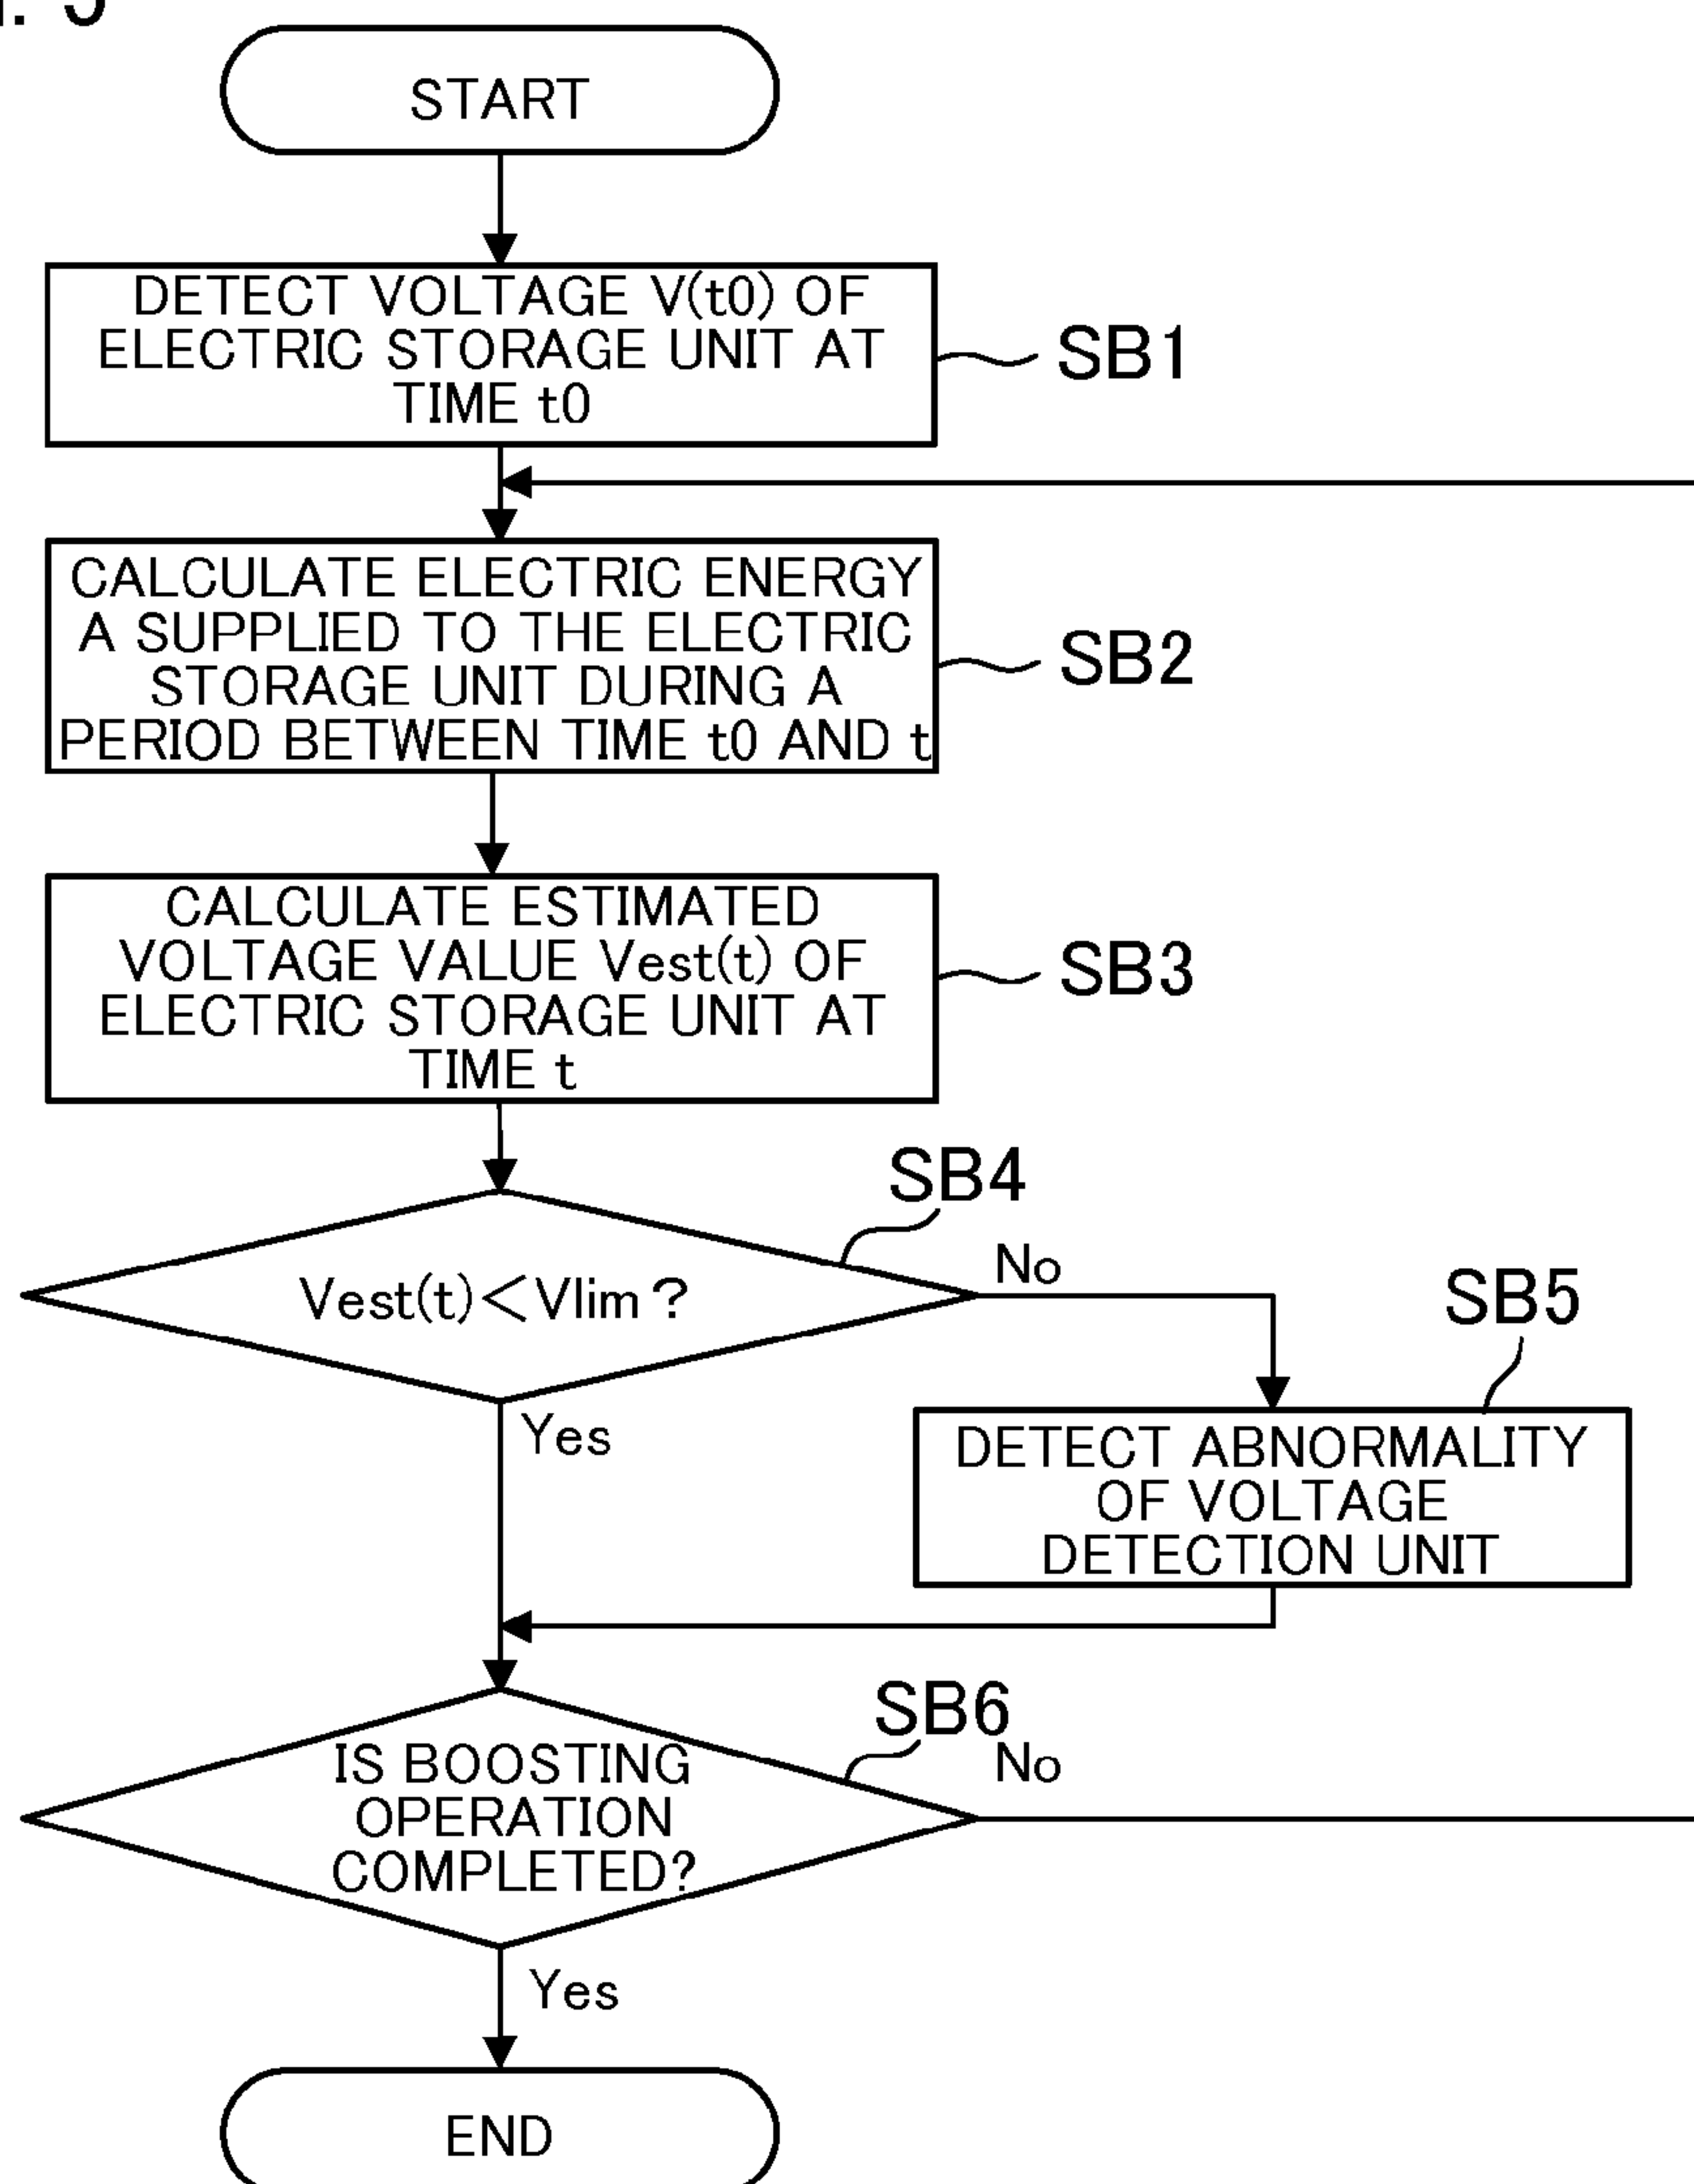 START
DETECT VOLTAGE V(t0) OF
ELECTRIC STORAGE UNIT AT
TIME t0
SB1
CALCULATE ELECTRIC ENERGY
A SUPPLIED TO THE ELECTRIC
STORAGE UNIT DURING A
PERIOD BETWEEN TIME t0 AND t
SB2
CALCULATE ESTIMATED
VOLTAGE VALUE Vest(t) OF
ELECTRIC STORAGE UNIT AT
TIME t
SB3
SB4
Vest(t)<Vlim ?
No
Yes
SB5
DETECT ABNORMALITY
OF VOLTAGE
DETECTION UNIT
SB6
IS BOOSTING
OPERATION
COMPLETED?
No
Yes
END